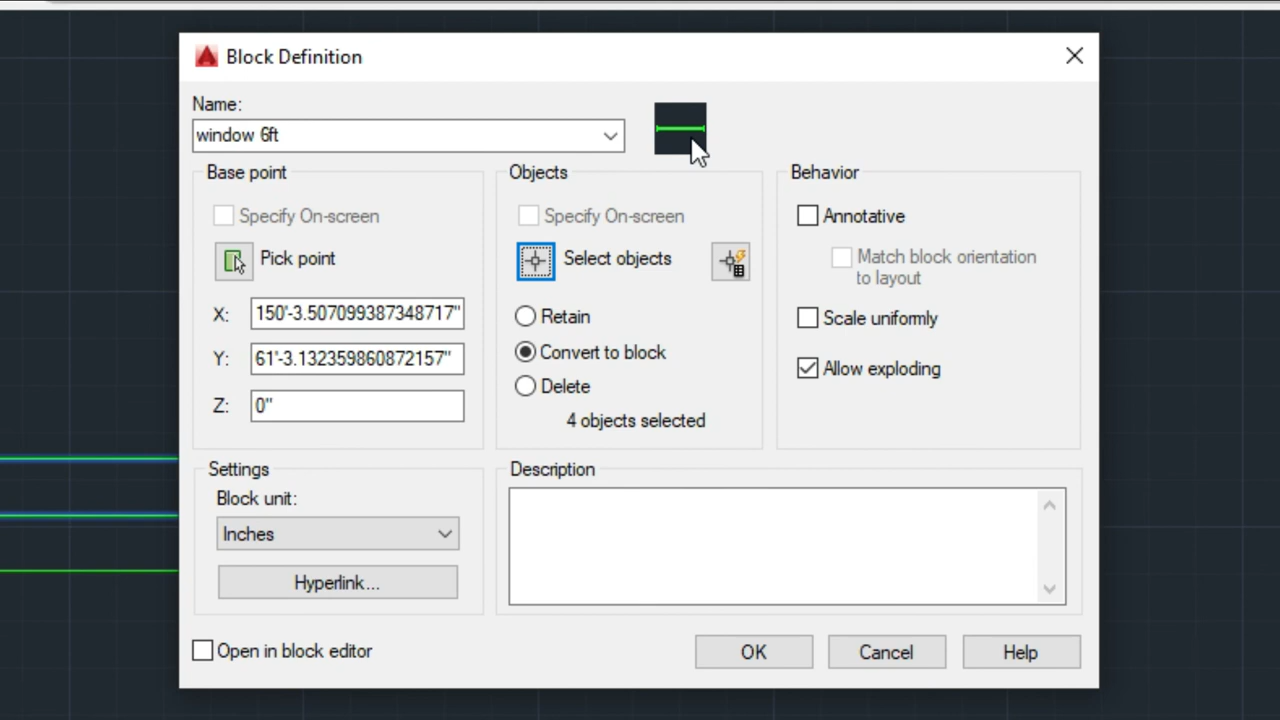 Block Definition
Name:
window 6ft
Base point
Specify On-screen
Pick point
X: 150'-3.507099387348717"
Y: 61'-3.132359860872157"
Z: 0"
Objects
Specify On-screen
Select objects
Retain
Convert to block
Delete
4 objects selected
Behavior
Annotative
Match block orientation
to layout
Scale uniformly
Allow exploding
Settings
Block unit:
Inches
Hyperlink...
Description
Open in block editor
OK
Cancel
Help